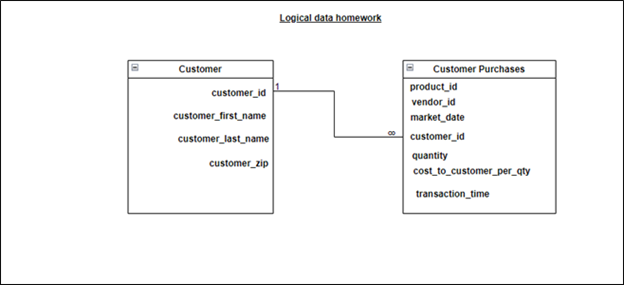 Logical data homework
Customer
customer_id
customer_first_name
customer_last_name
customer_zip
1
∞
Customer Purchases
product_id
vendor_id
market_date
customer_id
quantity
cost_to_customer_per_qty
transaction_time